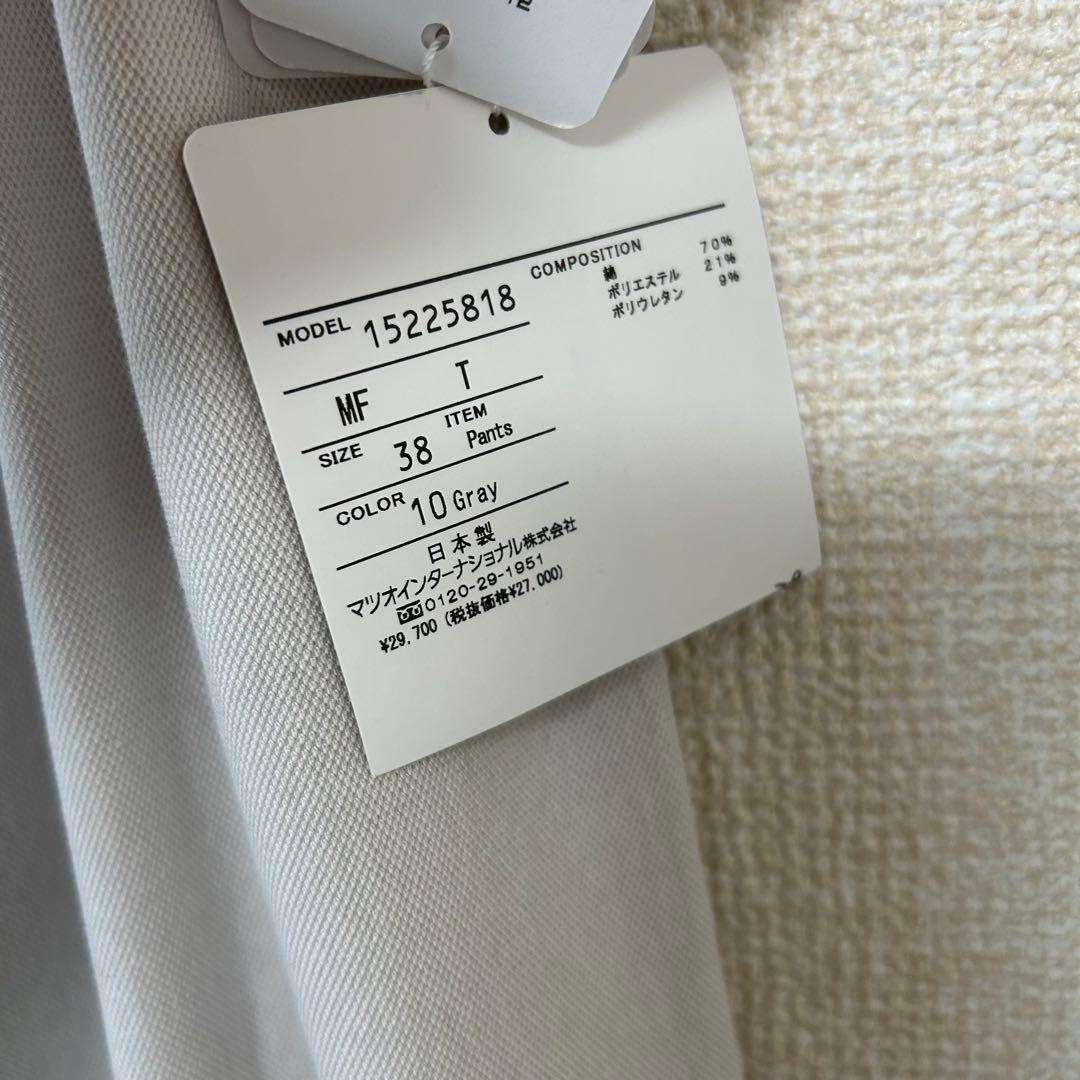 MODEL 15225818
MF T
SIZE 38 ITEM Pants
COLOR 10 Gray
日本製
マツオインターナショナル株式会社
0120-29-1951
¥29,700 (税抜価格¥27,000)
COMPOSITION
綿 70%
ポリエステル 21%
ポリウレタン 9%